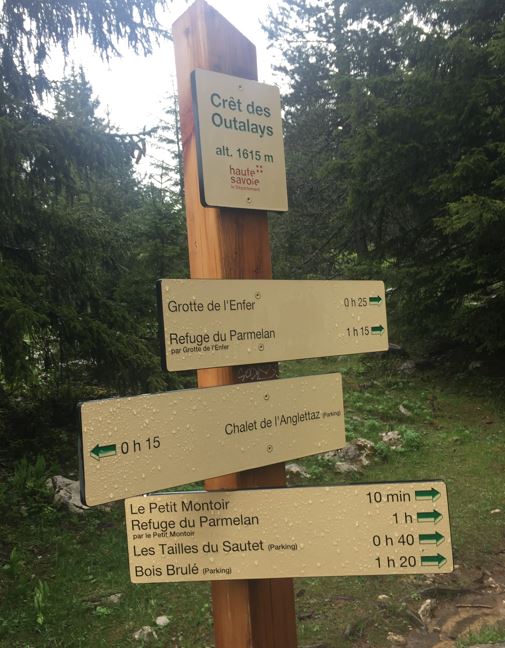 Crêt des
Outalays
alt. 1615 m
haute
savoie
le Département
Grotte de l'Enfer 0 h 25
Refuge du Parmelan 1 h 15
par Grotte de l'Enfer
0 h 15 Chalet de l'Anglettaz (Parking)
Le Petit Montoir 10 min
Refuge du Parmelan 1 h
par le Petit Montoir
Les Tailles du Sautet (Parking) 0 h 40
Bois Brulé (Parking) 1 h 20